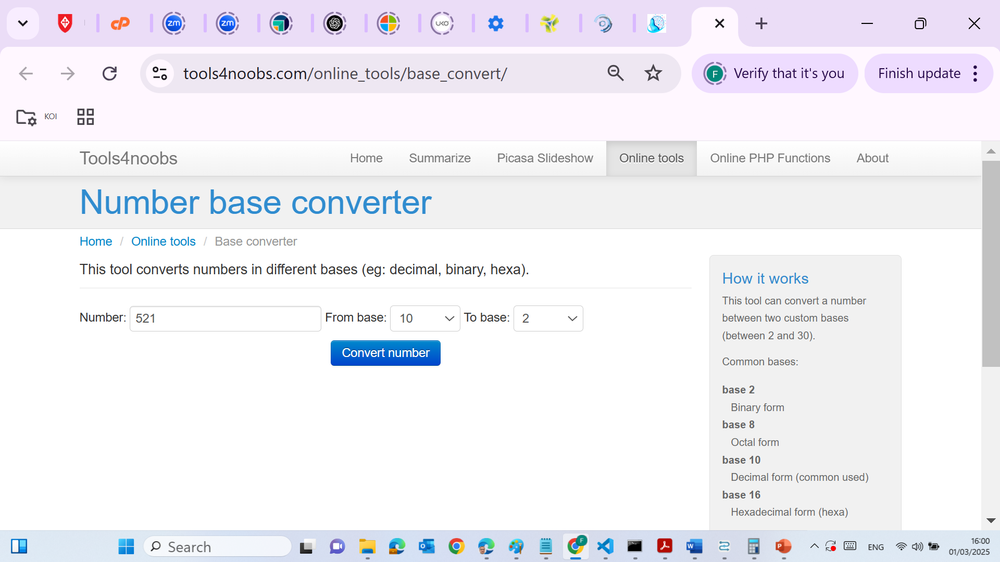 zm
zm
UKO
tools4noobs.com/online_tools/base_convert/
F
Verify that it's you
Finish update
KOI
Tools4noobs
Home
Summarize
Picasa Slideshow
Online tools
Online PHP Functions
About
Number base converter
Home / Online tools / Base converter
This tool converts numbers in different bases (eg: decimal, binary, hexa).
Number: 521 From base: 10 To base: 2
Convert number
How it works
This tool can convert a number
between two custom bases
(between 2 and 30).
Common bases:
base 2
Binary form
base 8
Octal form
base 10
Decimal form (common used)
base 16
Hexadecimal form (hexa)
Search
F
ENG
16:00
01/03/2025